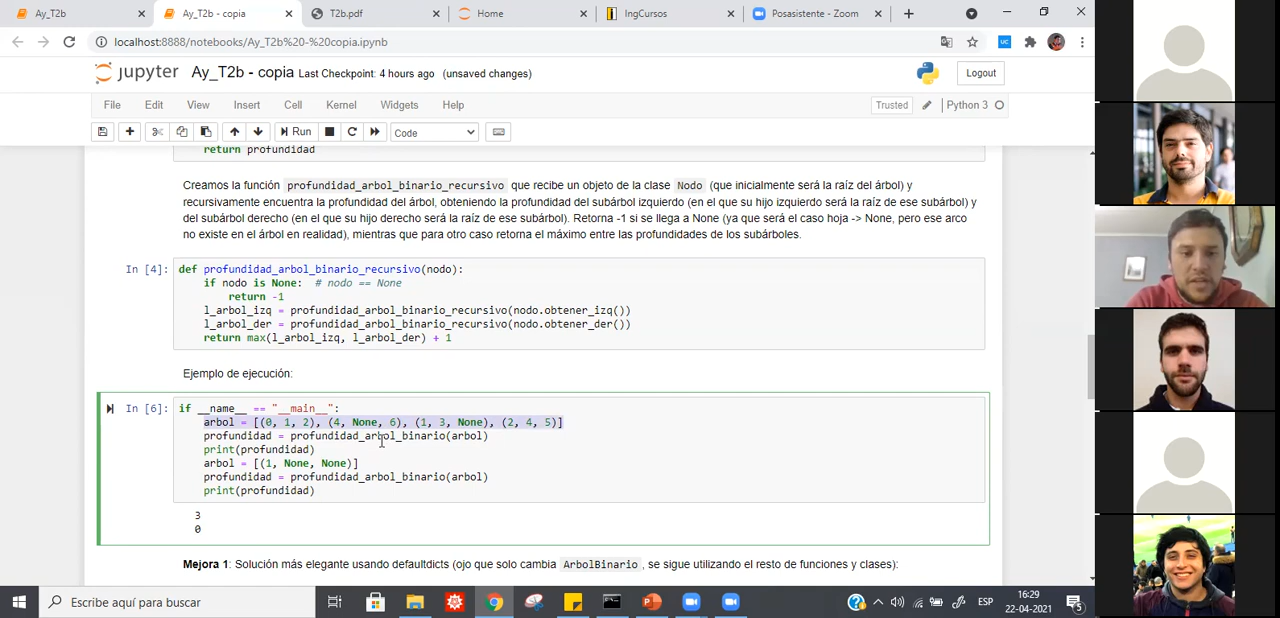 Ay_T2b
Ay_T2b - copia
T2b.pdf
Home
IngCursos
Posasistente - Zoom
localhost:8888/notebooks/Ay_T2b%20-%20copia.ipynb
UC
jupyter Ay_T2b - copia Last Checkpoint: 4 hours ago (unsaved changes)
Logout
File Edit View Insert Cell Kernel Widgets Help
Trusted Python 3
Run Code
return profundidad
Creamos la función profundidad_arbol_binario_recursivo que recibe un objeto de la clase Nodo (que inicialmente será la raíz del árbol) y
recursivamente encuentra la profundidad del árbol, obteniendo la profundidad del subárbol izquierdo (en el que su hijo izquierdo será la raíz de ese subárbol) y
del subárbol derecho (en el que su hijo derecho será la raíz de ese subárbol). Retorna -1 si se llega a None (ya que será el caso hoja -> None, pero ese arco
no existe en el árbol en realidad), mientras que para otro caso retorna el máximo entre las profundidades de los subárboles.
In [4]: def profundidad_arbol_binario_recursivo(nodo):
if nodo is None: # nodo == None
return -1
l_arbol_izq = profundidad_arbol_binario_recursivo(nodo.obtener_izq())
l_arbol_der = profundidad_arbol_binario_recursivo(nodo.obtener_der())
return max(l_arbol_izq, l_arbol_der) + 1
Ejemplo de ejecución:
In [6]: if __name__ == "__main__":
arbol = [(0, 1, 2), (4, None, 6), (1, 3, None), (2, 4, 5)]
profundidad = profundidad_arbol_binario(arbol)
print(profundidad)
arbol = [(1, None, None)]
profundidad = profundidad_arbol_binario(arbol)
print(profundidad)
3
0
Mejora 1: Solución más elegante usando defaultdicts (ojo que solo cambia ArbolBinario , se sigue utilizando el resto de funciones y clases):
Escribe aquí para buscar
ESP
16:29
22-04-2021
5